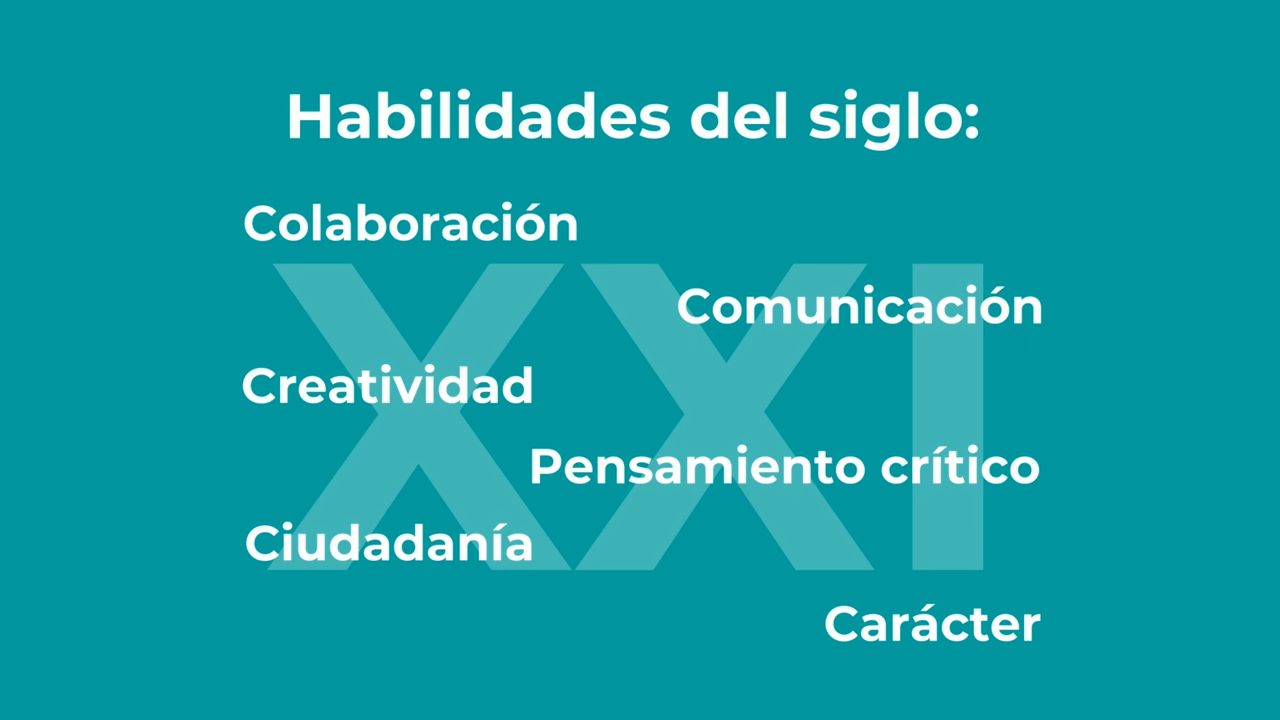 Habilidades del siglo:
XXI
Colaboración
Comunicación
Creatividad
Pensamiento crítico
Ciudadanía
Carácter